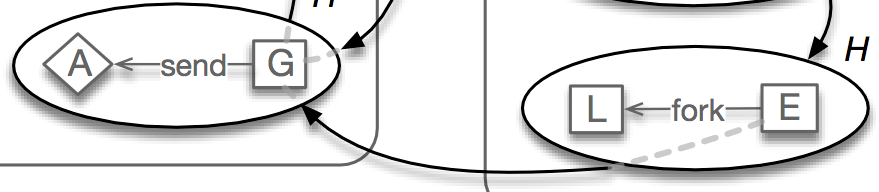 H
H
A send G
L fork E